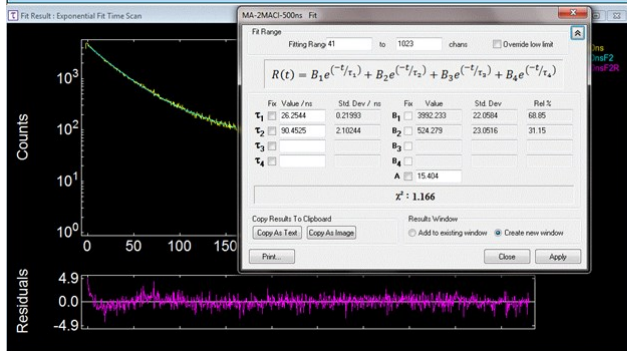 Fit Result : Exponential Fit Time Scan
MA-2MACI-500ns Fit
Fit Range
Fitting Rang 41 to 1023 chans Override low limit
R(t) = B₁e^(−t/τ₁) + B₂e^(−t/τ₂) + B₃e^(−t/τ₃) + B₄e^(−t/τ₄)
Fix Value / ns Std. Dev / ns Fix Value Std. Dev Rel %
τ₁ 26.2544 0.21993 B₁ 3992.233 22.0584 68.85
τ₂ 90.4525 2.10244 B₂ 524.279 23.0516 31.15
τ₃ B₃
τ₄ B₄
A 15.404
χ² : 1.166
Copy Results To Clipboard Results Window
Copy As Text Copy As Image Add to existing window Create new window
Print... Close Apply
ns
nsF2
nsF2R
Counts
10³
10²
10¹
10⁰
0 50 100 150
Residuals
4.9
0.0
-4.9